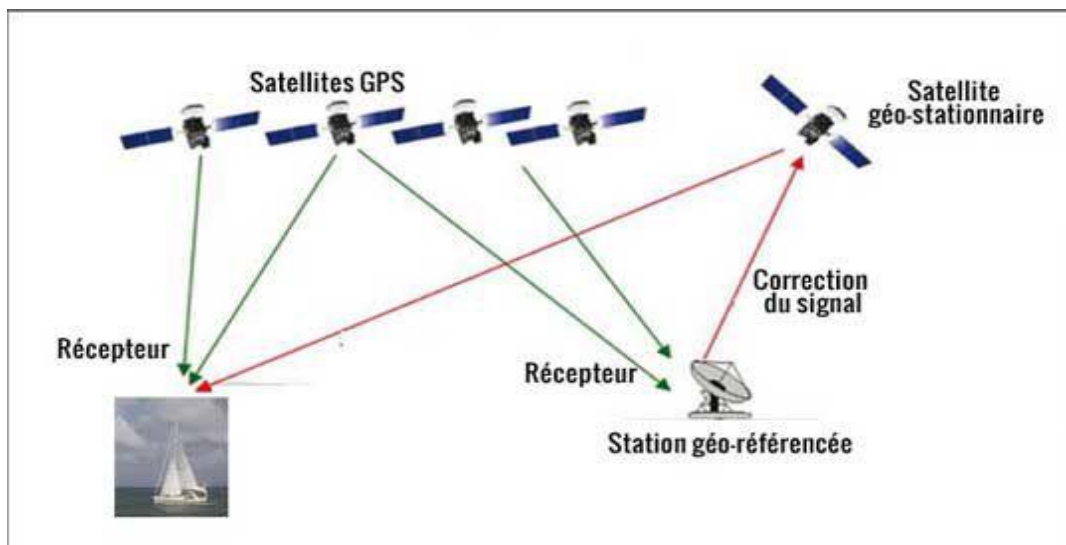 Satellites GPS
Satellite
géo-stationnaire
Correction
du signal
Récepteur
Récepteur
Station géo-référencée